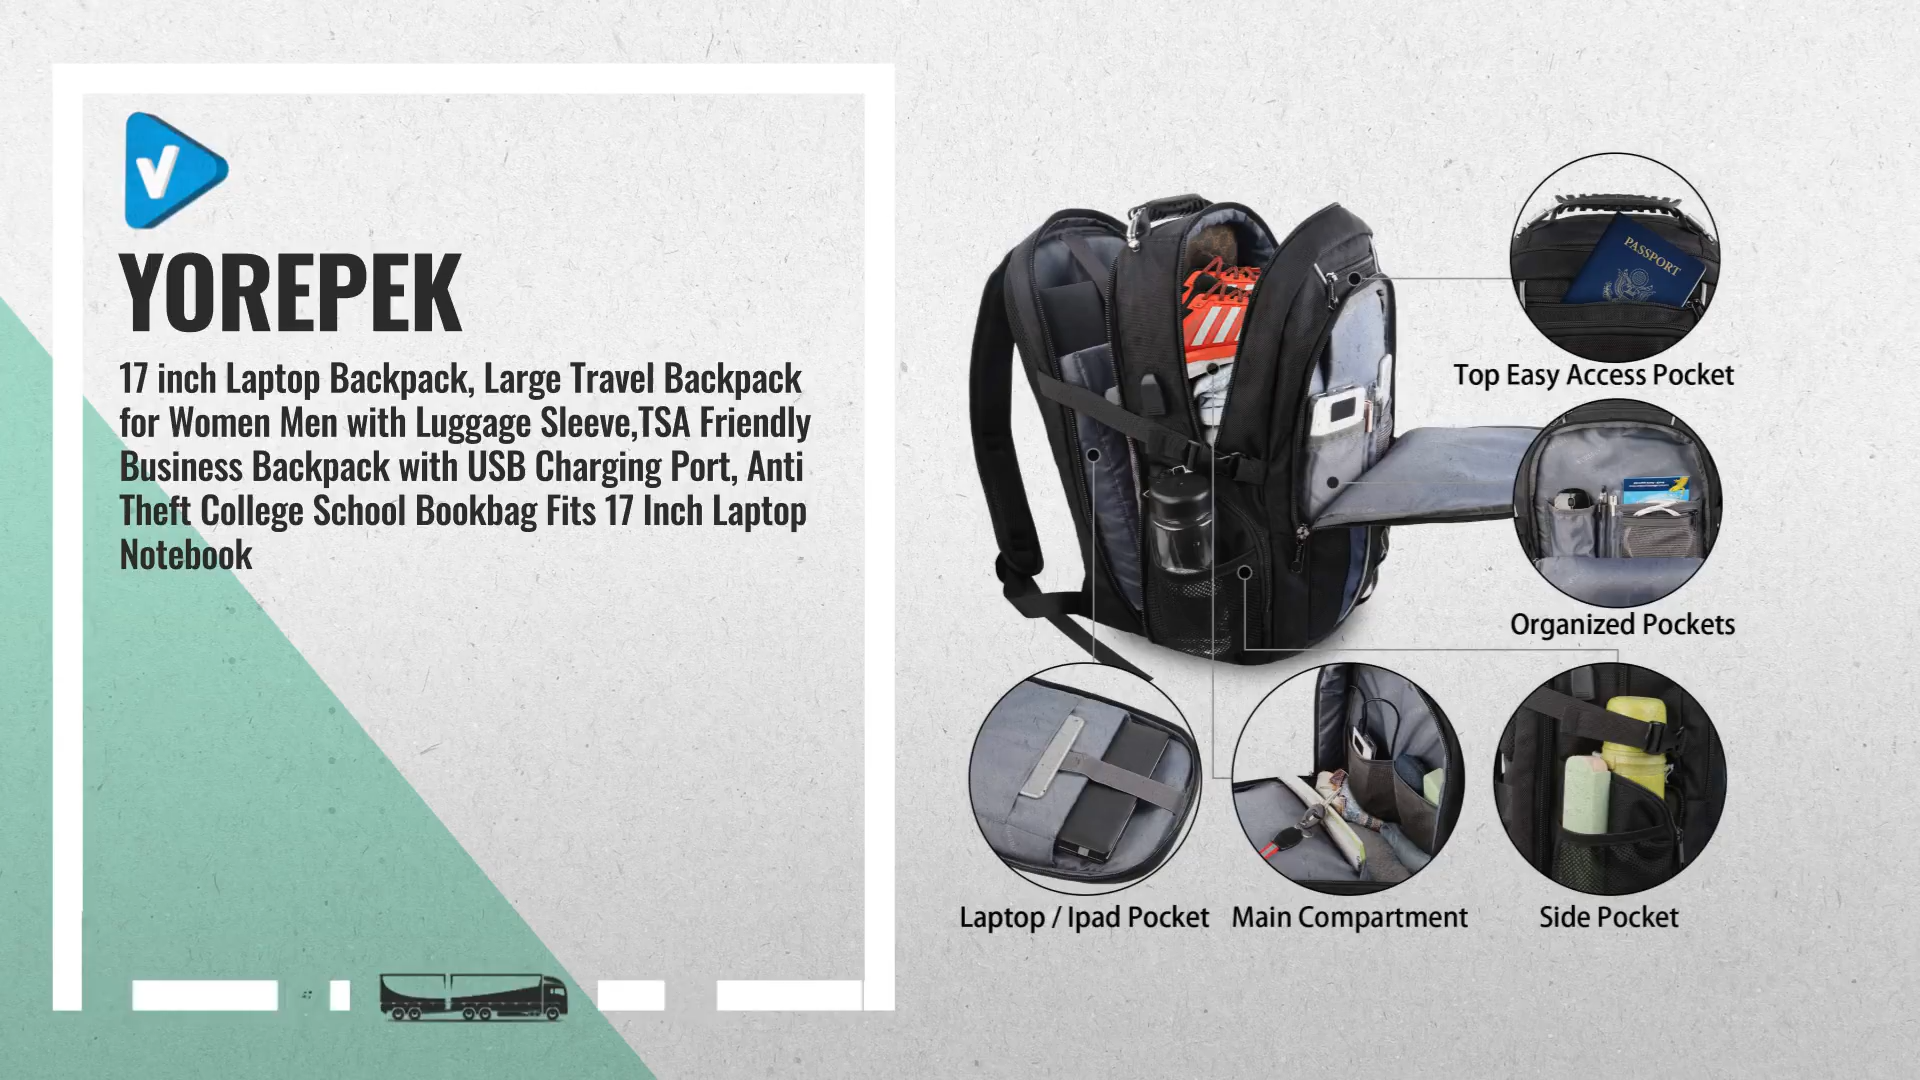 YOREPEK
17 inch Laptop Backpack, Large Travel Backpack
for Women Men with Luggage Sleeve,TSA Friendly
Business Backpack with USB Charging Port, Anti
Theft College School Bookbag Fits 17 Inch Laptop
Notebook
PASSPORT
Top Easy Access Pocket
Organized Pockets
Laptop / Ipad Pocket
Main Compartment
Side Pocket